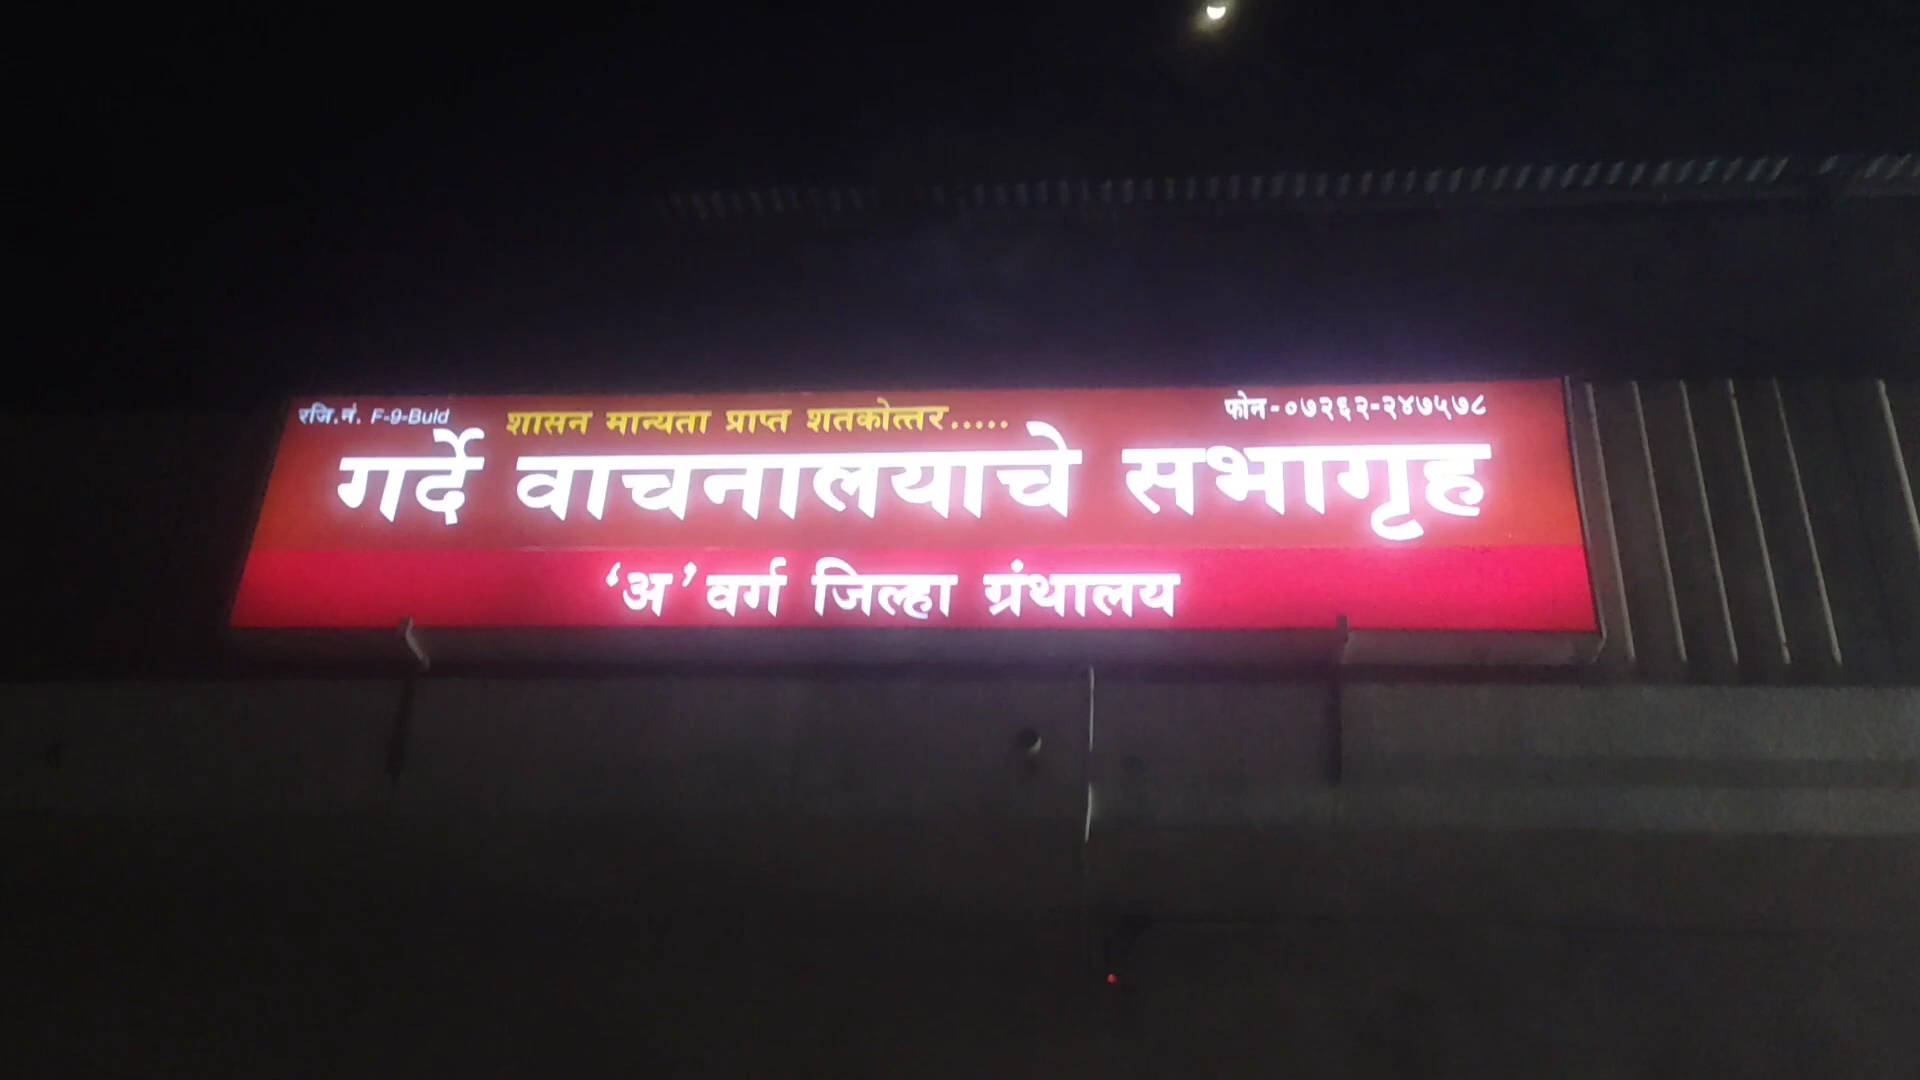 रजि.नं. F-9-Buld शासन मान्यता प्राप्त शतकोत्तर..... फोन-०७२६२-२४७५७८
गर्दे वाचनालयाचे सभागृह
‘अ’ वर्ग जिल्हा ग्रंथालय